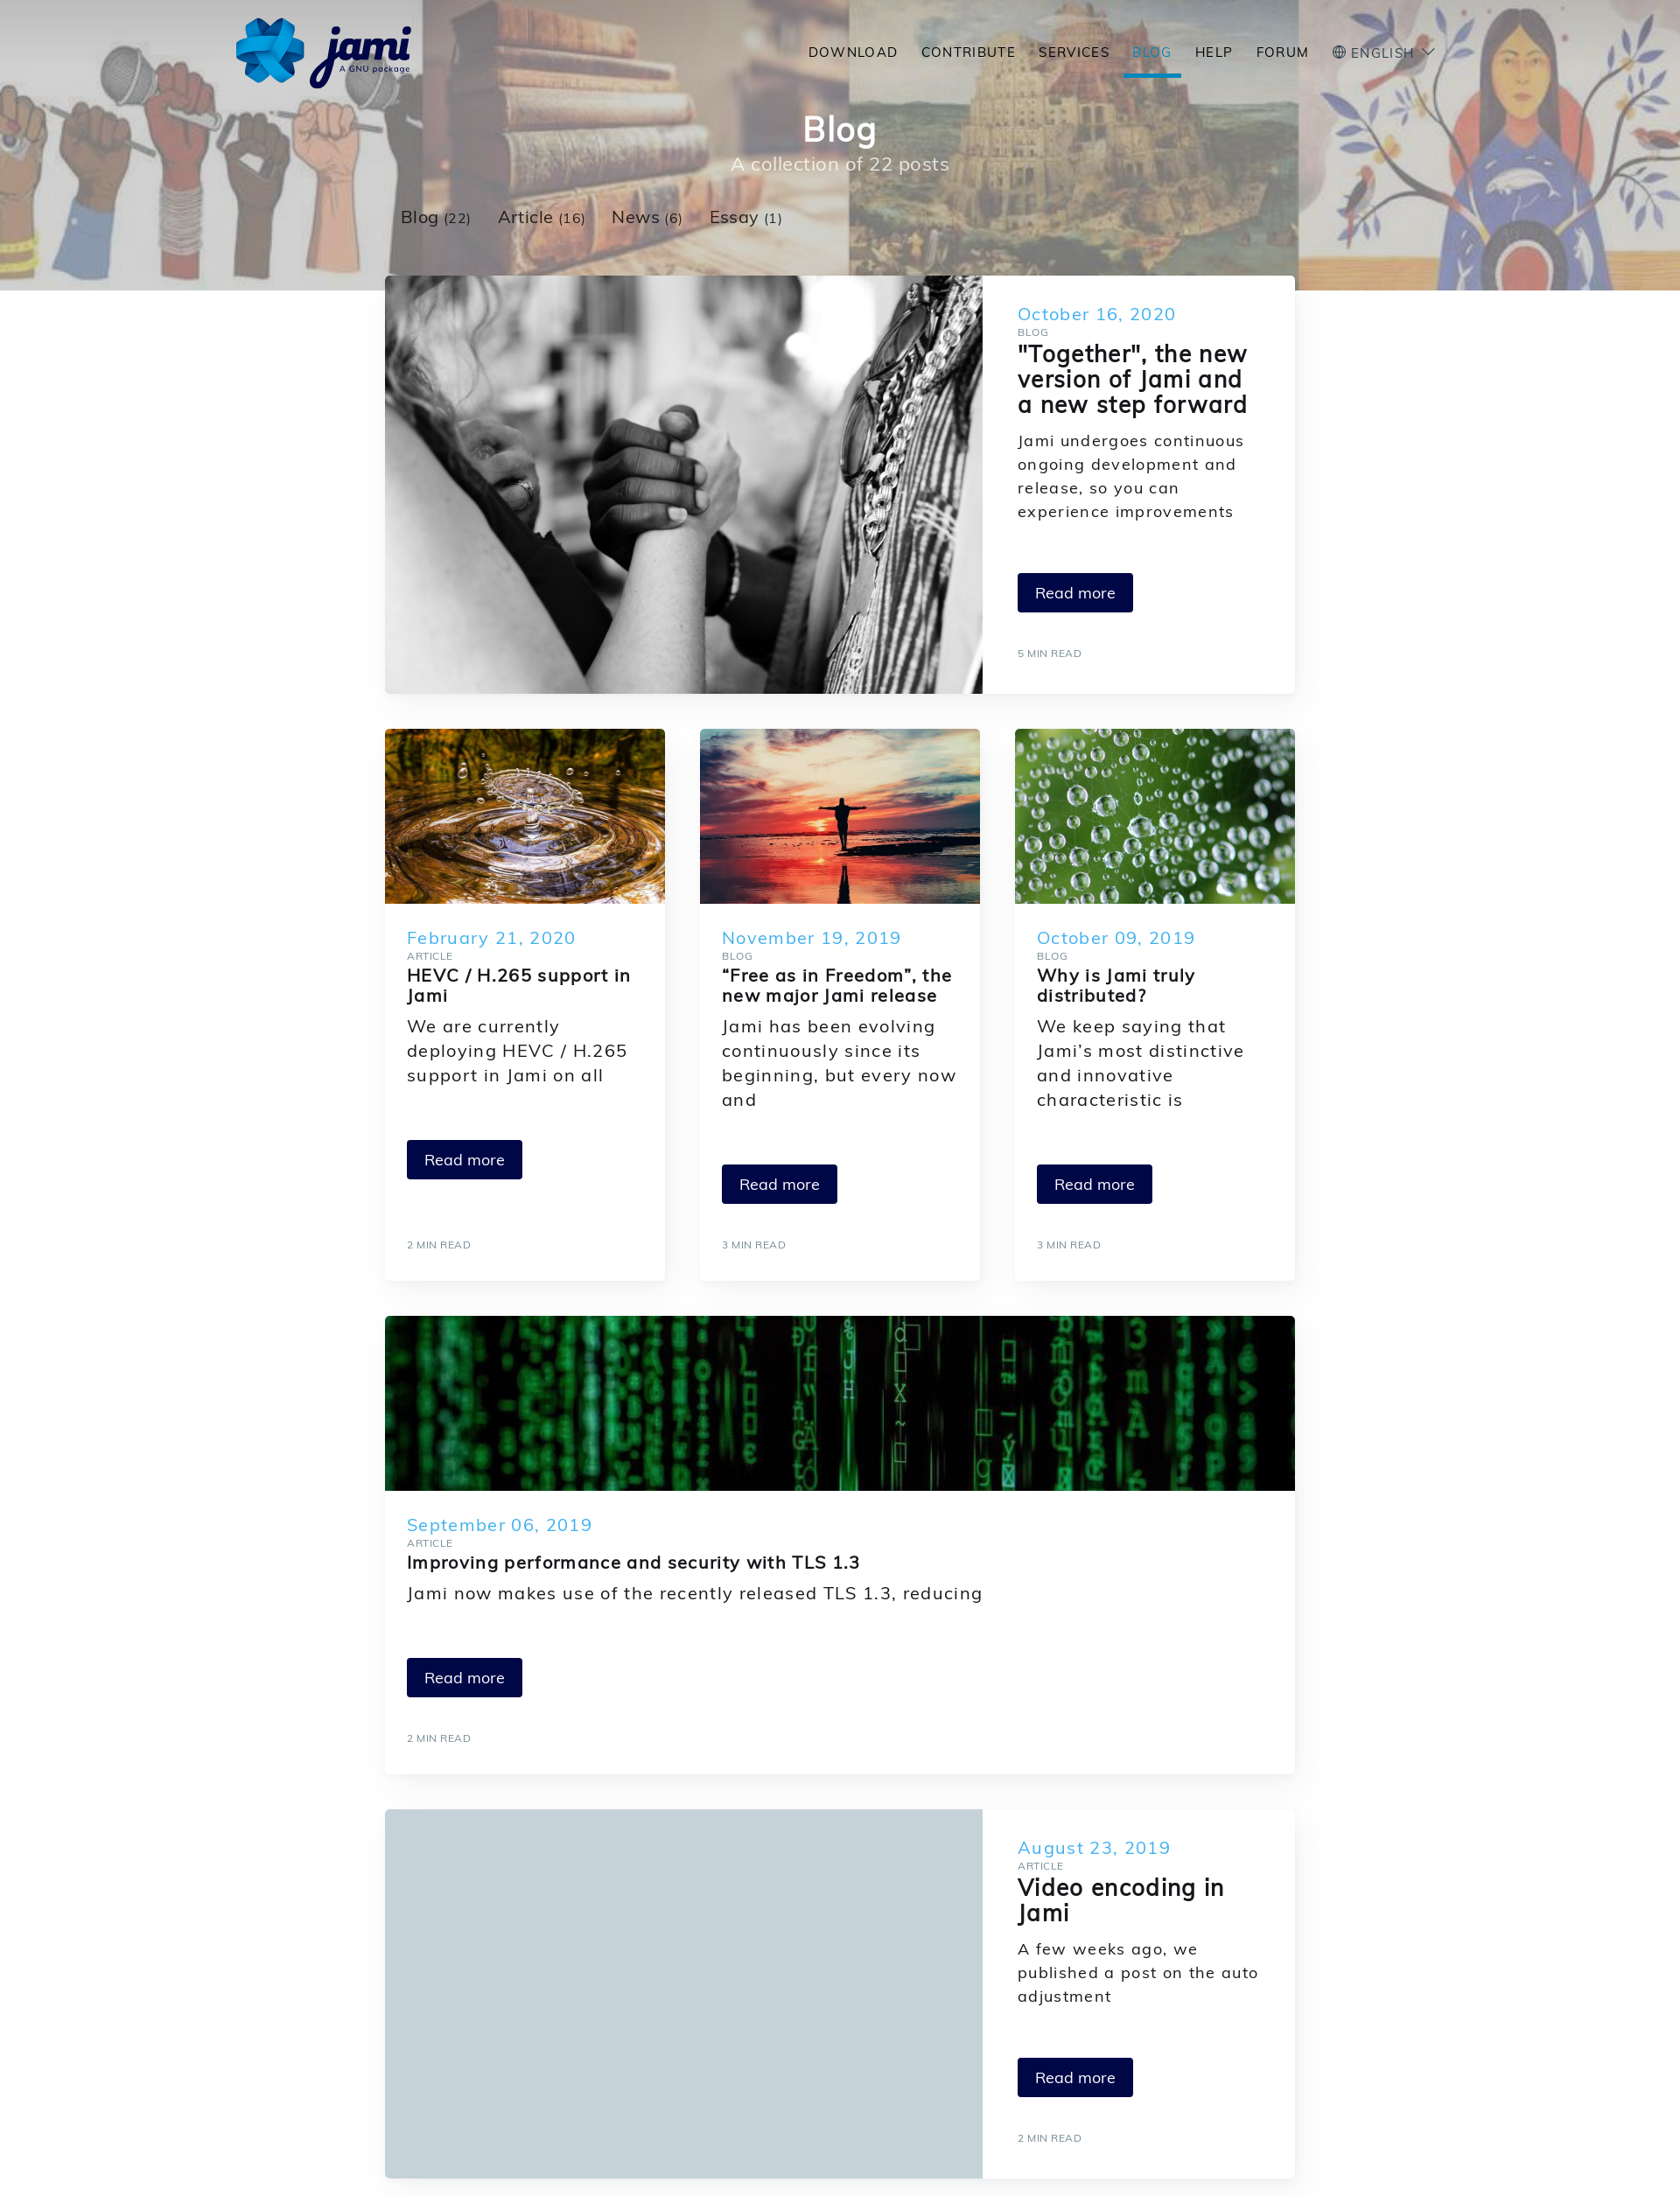 jami
A GNU package
DOWNLOAD CONTRIBUTE SERVICES BLOG HELP FORUM ENGLISH
Blog
A collection of 22 posts
Blog (22) Article (16) News (6) Essay (1)
October 16, 2020
BLOG
"Together", the new
version of Jami and
a new step forward
Jami undergoes continuous
ongoing development and
release, so you can
experience improvements
Read more
5 MIN READ
February 21, 2020
ARTICLE
HEVC / H.265 support in
Jami
We are currently
deploying HEVC / H.265
support in Jami on all
Read more
2 MIN READ
November 19, 2019
BLOG
“Free as in Freedom”, the
new major Jami release
Jami has been evolving
continuously since its
beginning, but every now
and
Read more
3 MIN READ
October 09, 2019
BLOG
Why is Jami truly
distributed?
We keep saying that
Jami’s most distinctive
and innovative
characteristic is
Read more
3 MIN READ
September 06, 2019
ARTICLE
Improving performance and security with TLS 1.3
Jami now makes use of the recently released TLS 1.3, reducing
Read more
2 MIN READ
August 23, 2019
ARTICLE
Video encoding in
Jami
A few weeks ago, we
published a post on the auto
adjustment
Read more
2 MIN READ